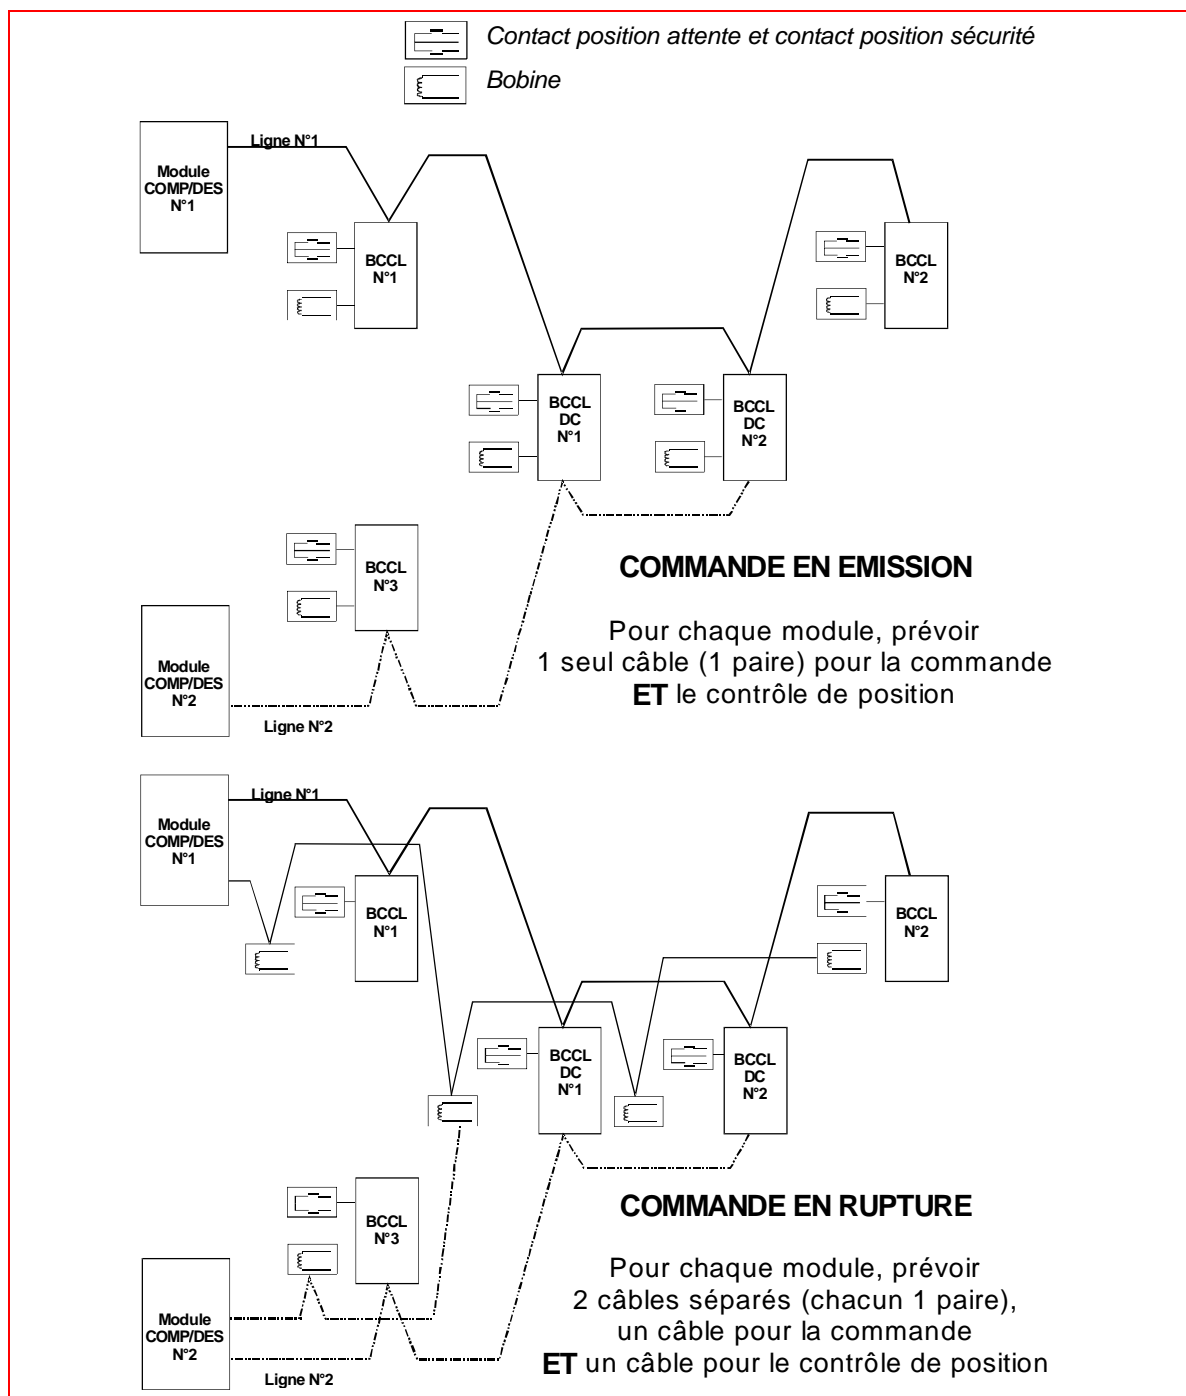 Contact position attente et contact position sécurité
Bobine
Ligne N°1
Module
COMP/DES
N°1
BCCL
N°1
BCCL
N°2
BCCL
DC
N°1
BCCL
DC
N°2
BCCL
N°3
COMMANDE EN EMISSION
Pour chaque module, prévoir
1 seul câble (1 paire) pour la commande
ET le contrôle de position
Module
COMP/DES
N°2
Ligne N°2
Ligne N°1
Module
COMP/DES
N°1
BCCL
N°1
BCCL
N°2
BCCL
DC
N°1
BCCL
DC
N°2
BCCL
N°3
COMMANDE EN RUPTURE
Pour chaque module, prévoir
2 câbles séparés (chacun 1 paire),
un câble pour la commande
ET un câble pour le contrôle de position
Module
COMP/DES
N°2
Ligne N°2